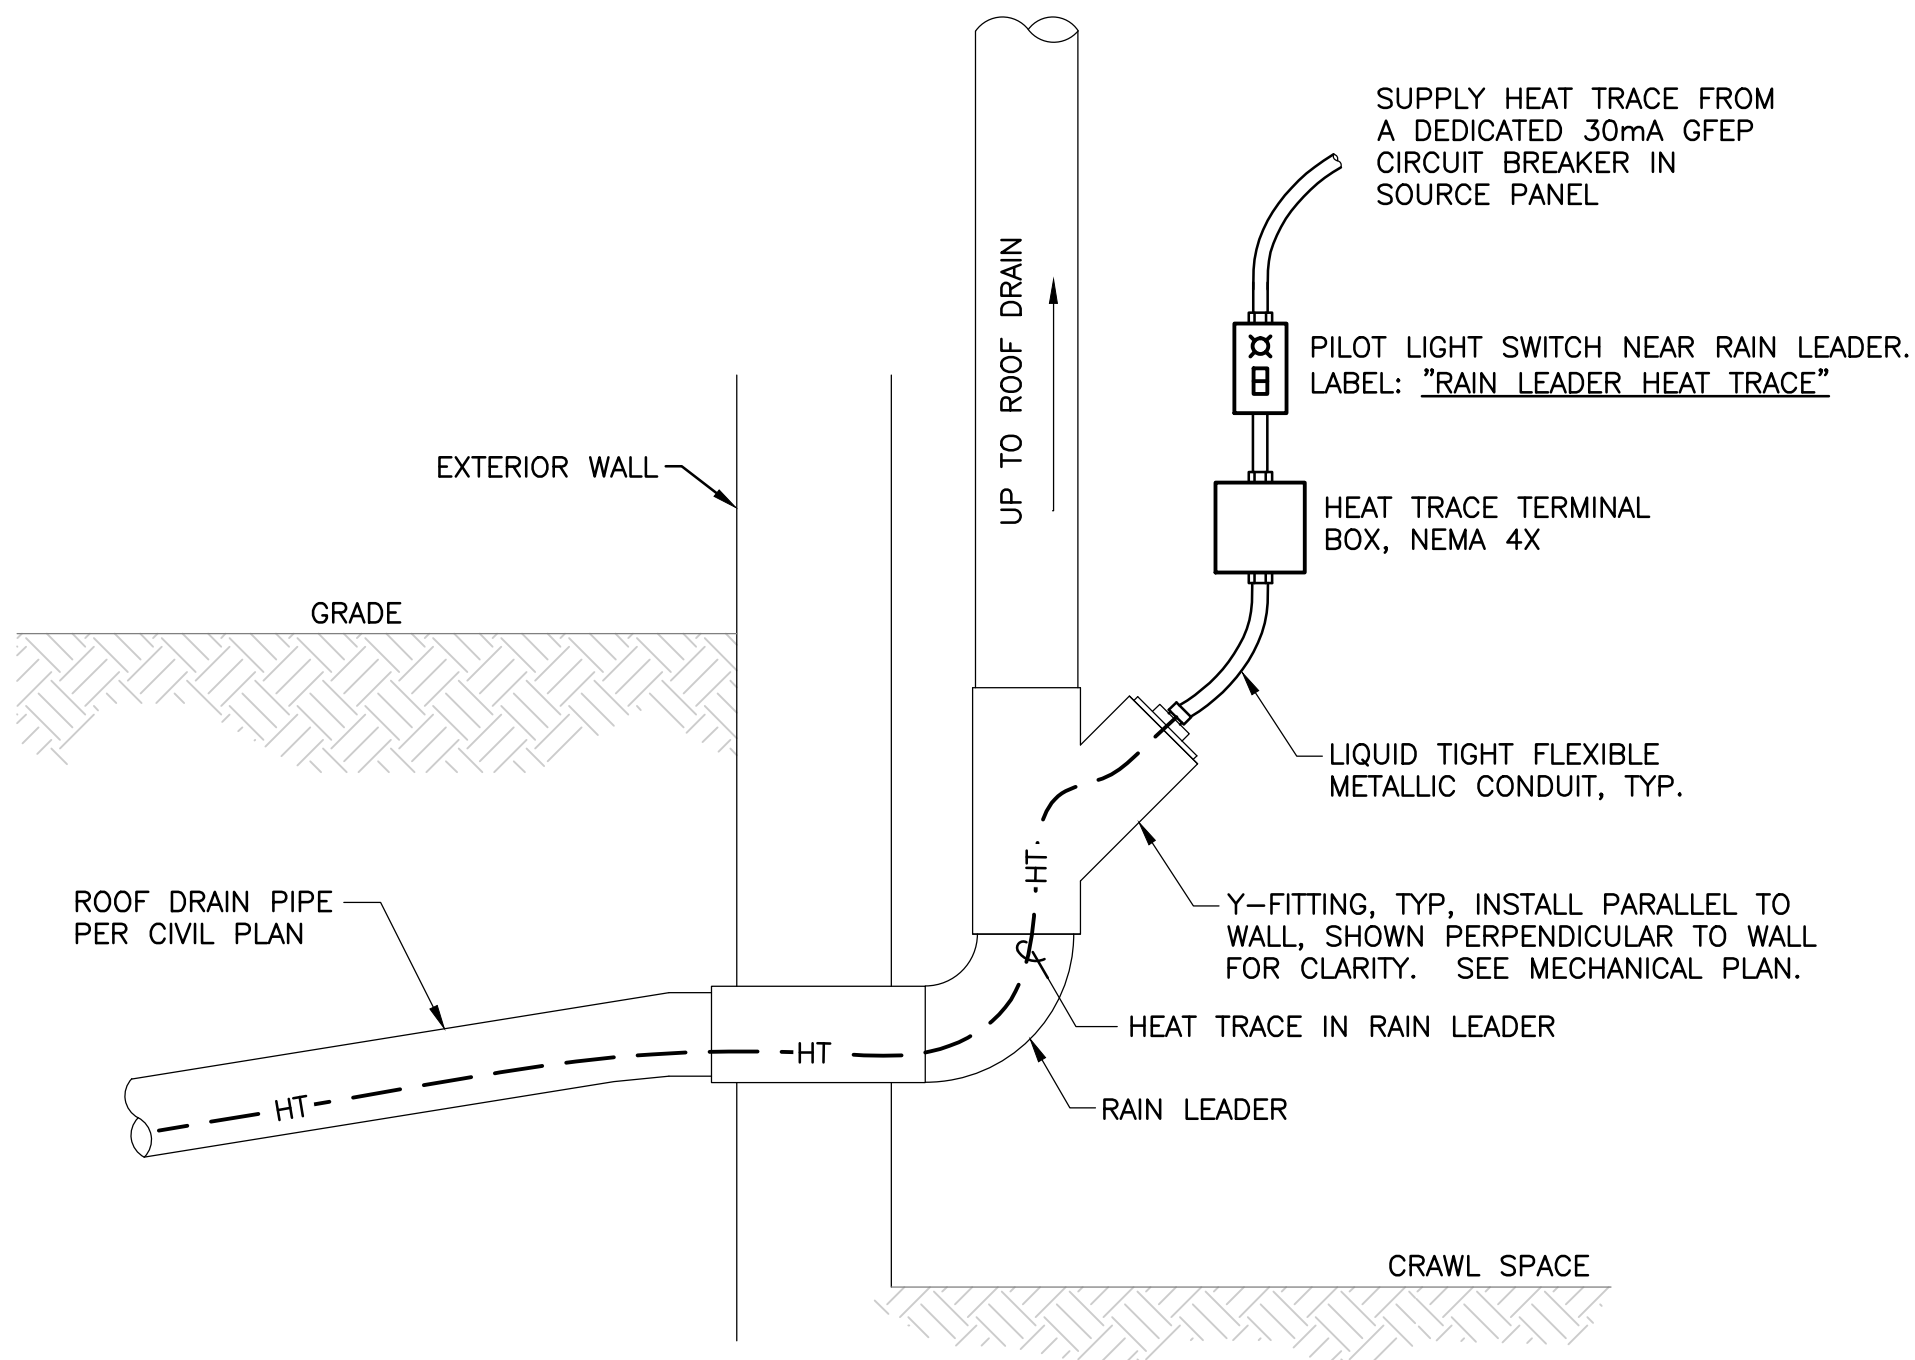 SUPPLY HEAT TRACE FROM
A DEDICATED 30mA GFEP
CIRCUIT BREAKER IN
SOURCE PANEL
UP TO ROOF DRAIN
PILOT LIGHT SWITCH NEAR RAIN LEADER.
LABEL: "RAIN LEADER HEAT TRACE"
EXTERIOR WALL
HEAT TRACE TERMINAL
BOX, NEMA 4X
GRADE
LIQUID TIGHT FLEXIBLE
METALLIC CONDUIT, TYP.
HT
ROOF DRAIN PIPE
PER CIVIL PLAN
Y-FITTING, TYP, INSTALL PARALLEL TO
WALL, SHOWN PERPENDICULAR TO WALL
FOR CLARITY. SEE MECHANICAL PLAN.
HEAT TRACE IN RAIN LEADER
HT
HT
RAIN LEADER
CRAWL SPACE